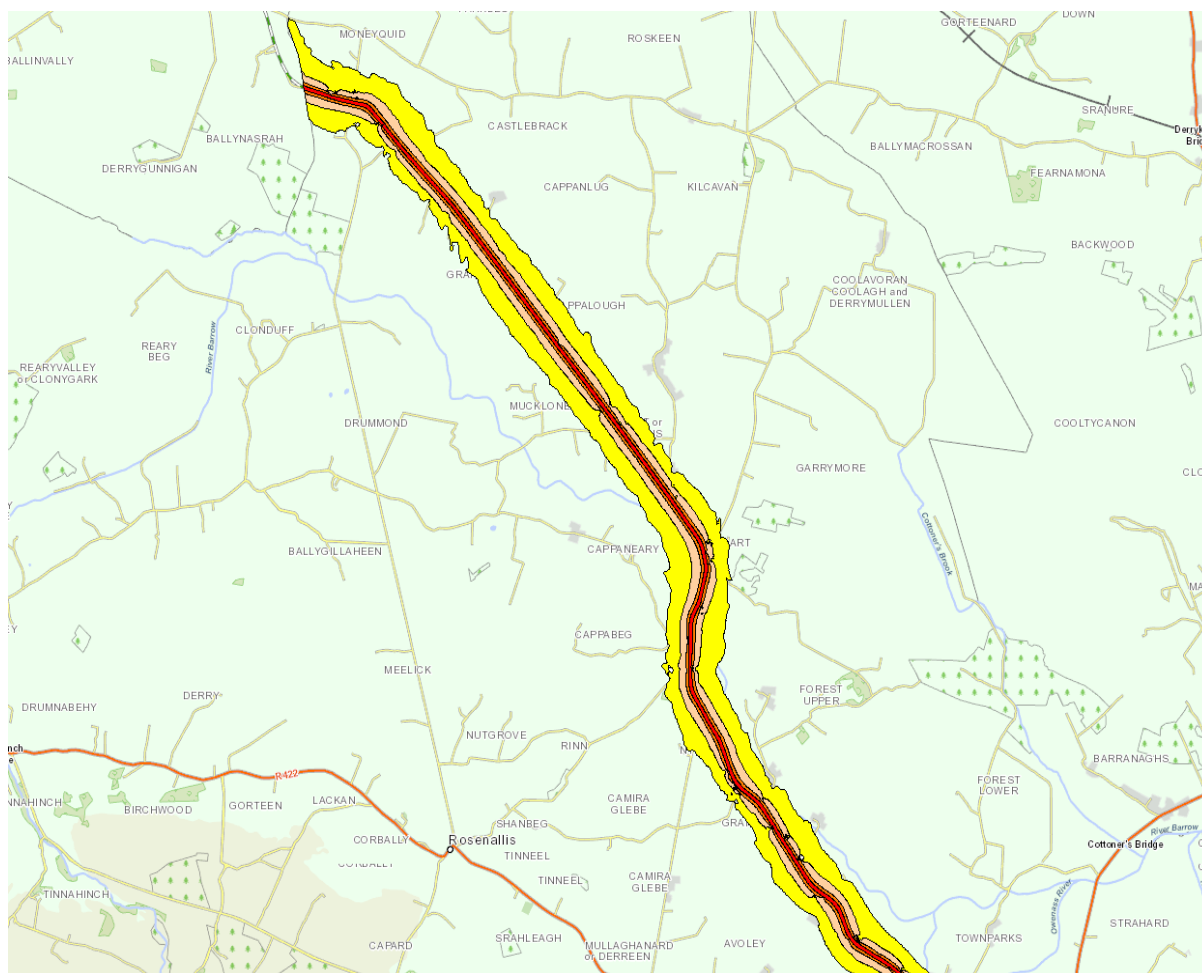 DOWN
GORTEENARD
MONEYQUID
ROSKEEN
BALLINVALLY
SRANURE
CASTLEBRACK
BALLYNASRAH
BALLYMACROSSAN
DERRYGUNNIGAN
FEARNAMONA
CAPPANLUG
KILCAVAN
BACKWOOD
COOLAVORAN
COOLAGH and
DERRYMULLEN
CLONDUFF
River Barrow
REARY
BEG
REARYVALLEY
or CLONYGARK
DRUMMOND
COOLTYCANON
GARRYMORE
BALLYGILLAHEEN
CAPPANEARY
Cottoner's Brook
CAPPABEG
MEELICK
FOREST
UPPER
DERRY
DRUMNABEHY
NUTGROVE
RINN
BARRANAGHS
R422
FOREST
LOWER
BIRCHWOOD
GORTEEN
LACKAN
CAMIRA
GLEBE
SHANBEG
CORBALLY
Rosenallis
River Barrow
Cottoner's Bridge
TINNEEL
CORBALLY
TINNEEL
CAMIRA
GLEBE
TINNAHINCH
Owenass River
STRAHARD
SRAHLEAGH
TOWNPARKS
CAPARD
MULLAGHANARD
or DERREEN
AVOLEY